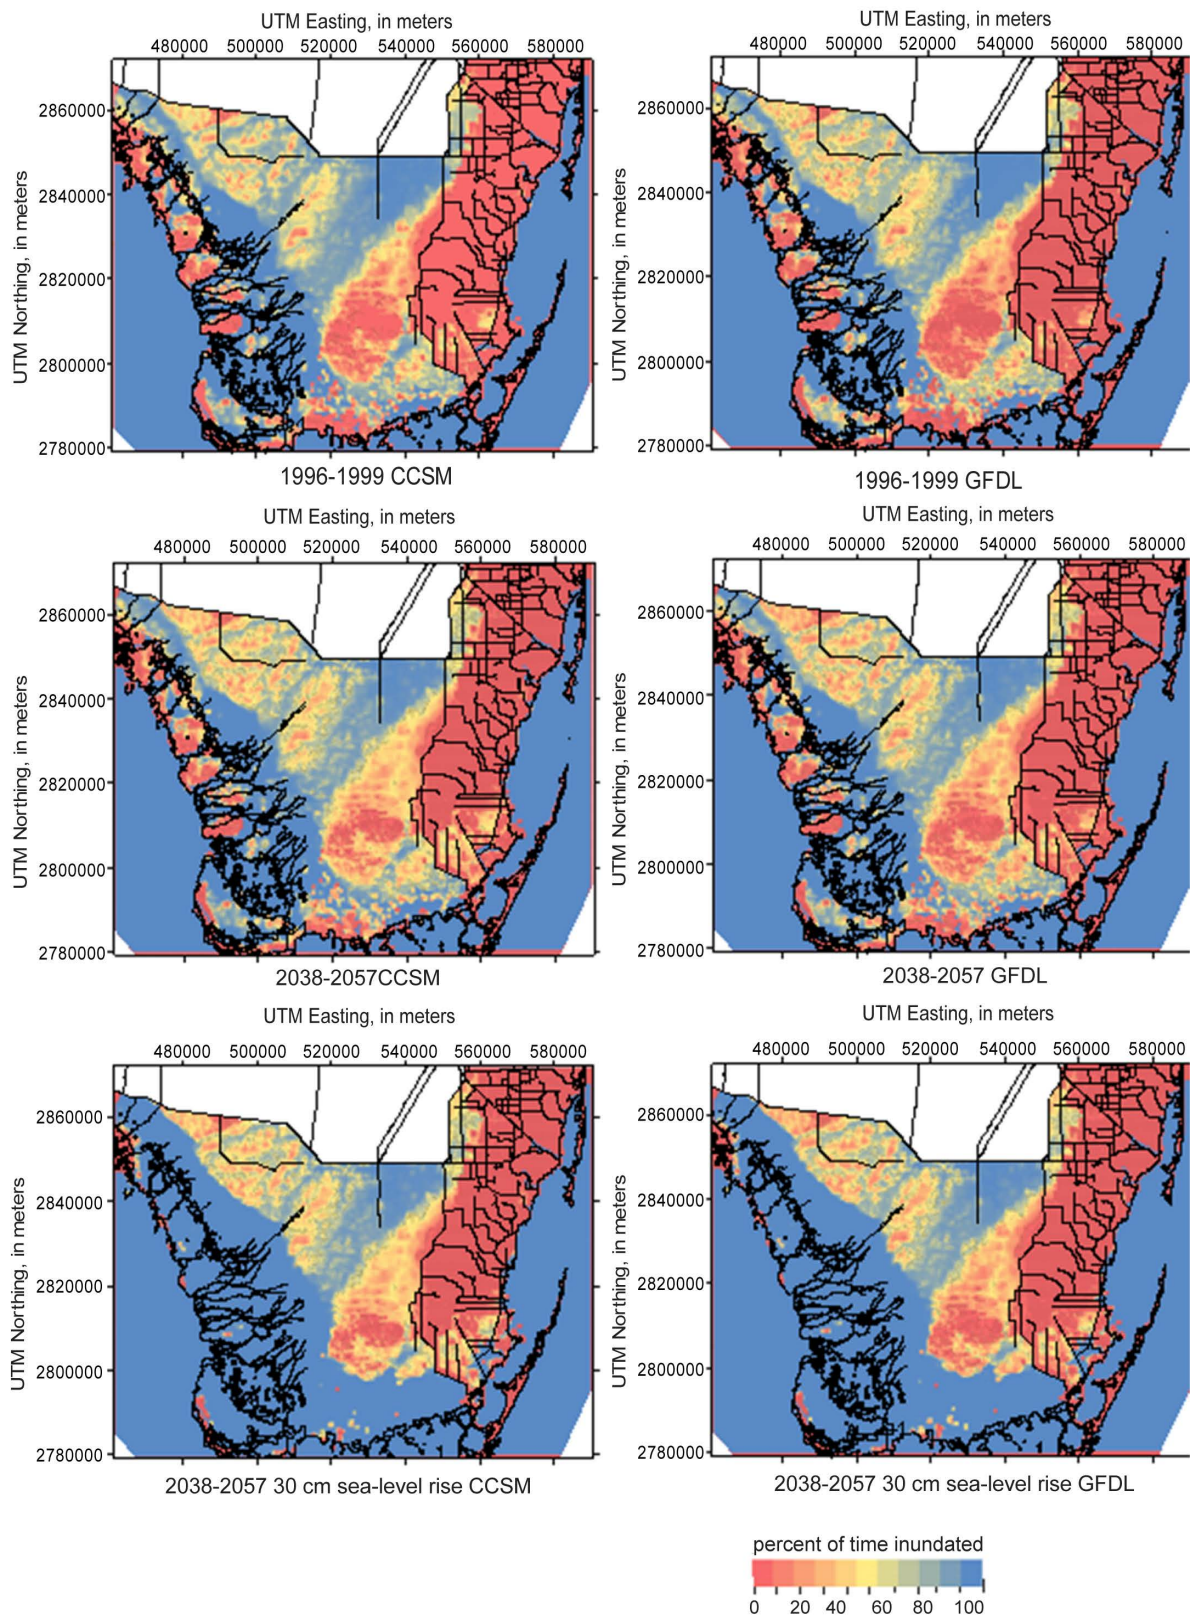 UTM Easting, in meters
480000 500000 520000 540000 560000 580000
2860000
2840000
2820000
2800000
2780000
UTM Northing, in meters
1996-1999 CCSM
UTM Easting, in meters
480000 500000 520000 540000 560000 580000
2860000
2840000
2820000
2800000
2780000
UTM Northing, in meters
1996-1999 GFDL
UTM Easting, in meters
480000 500000 520000 540000 560000 580000
2860000
2840000
2820000
2800000
2780000
UTM Northing, in meters
2038-2057CCSM
UTM Easting, in meters
480000 500000 520000 540000 560000 580000
2860000
2840000
2820000
2800000
2780000
UTM Northing, in meters
2038-2057 GFDL
UTM Easting, in meters
480000 500000 520000 540000 560000 580000
2860000
2840000
2820000
2800000
2780000
UTM Northing, in meters
2038-2057 30 cm sea-level rise CCSM
UTM Easting, in meters
480000 500000 520000 540000 560000 580000
2860000
2840000
2820000
2800000
2780000
UTM Northing, in meters
2038-2057 30 cm sea-level rise GFDL
percent of time inundated
0 20 40 60 80 100